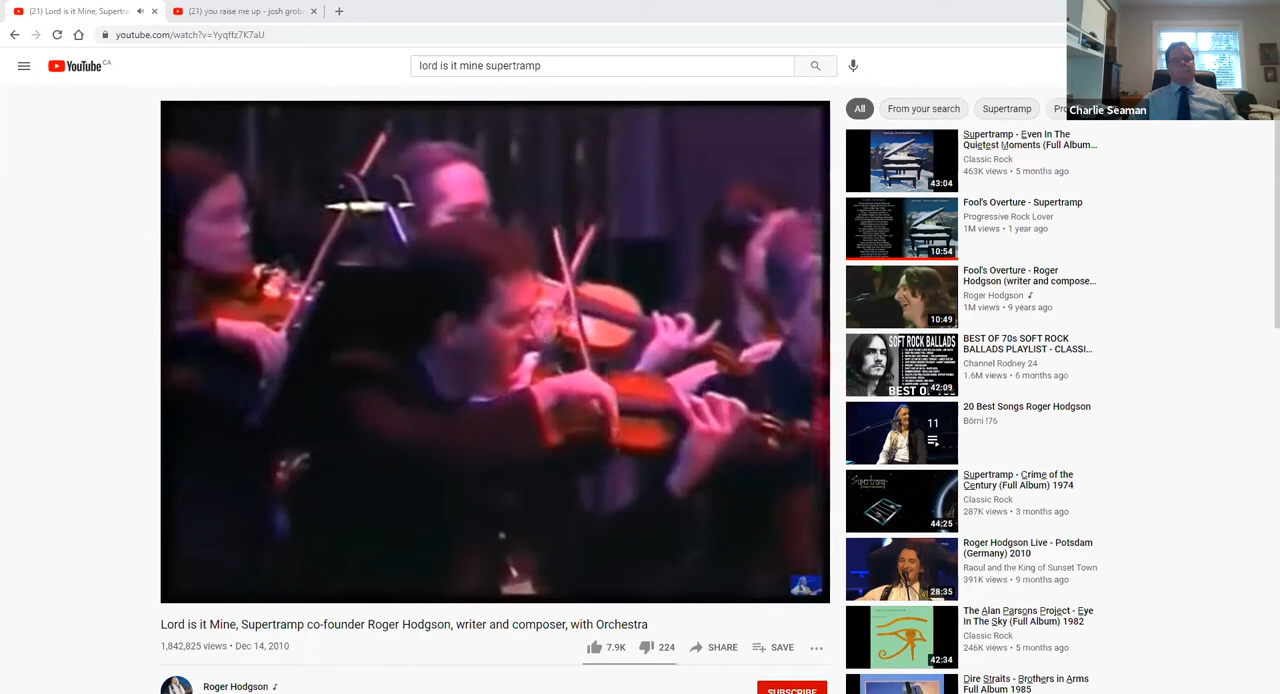 (21) Lord is it Mine, Supertra
(21) you raise me up - josh grob
youtube.com/watch?v=Yyqffz7K7aU
YouTube CA
lord is it mine supertramp
Charlie Seaman
All
From your search
Supertramp
Supertramp - Even In The
Quietest Moments (Full Album...
Classic Rock
463K views • 5 months ago
43:04
Fool's Overture - Supertramp
Progressive Rock Lover
1M views • 1 year ago
10:54
Fool's Overture - Roger
Hodgson (writer and compose...
Roger Hodgson
1M views • 9 years ago
10:49
BEST OF 70s SOFT ROCK
BALLADS PLAYLIST - CLASSI...
Channel Rodney 24
1.6M views • 6 months ago
SOFT ROCK
BALLADS
BEST O
42:09
20 Best Songs Roger Hodgson
Börni !76
11
Supertramp - Crime of the
Century (Full Album) 1974
Classic Rock
287K views • 3 months ago
Supertramp
44:25
Roger Hodgson Live - Potsdam
(Germany) 2010
Raoul and the King of Sunset Town
391K views • 9 months ago
28:35
The Alan Parsons Project - Eye
In The Sky (Full Album) 1982
Classic Rock
246K views • 5 months ago
42:34
Dire Straits - Brothers in Arms
Full Album 1985
Lord is it Mine, Supertramp co-founder Roger Hodgson, writer and composer, with Orchestra
1,842,825 views • Dec 14, 2010
7.9K
224
SHARE
SAVE
Roger Hodgson
SUBSCRIBE